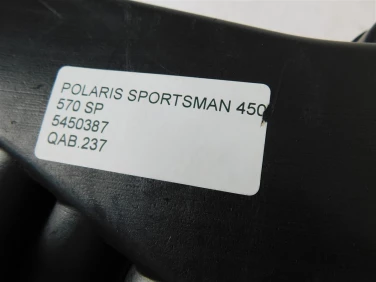 POLARIS SPORTSMAN 450
570 SP
5450387
QAB.237